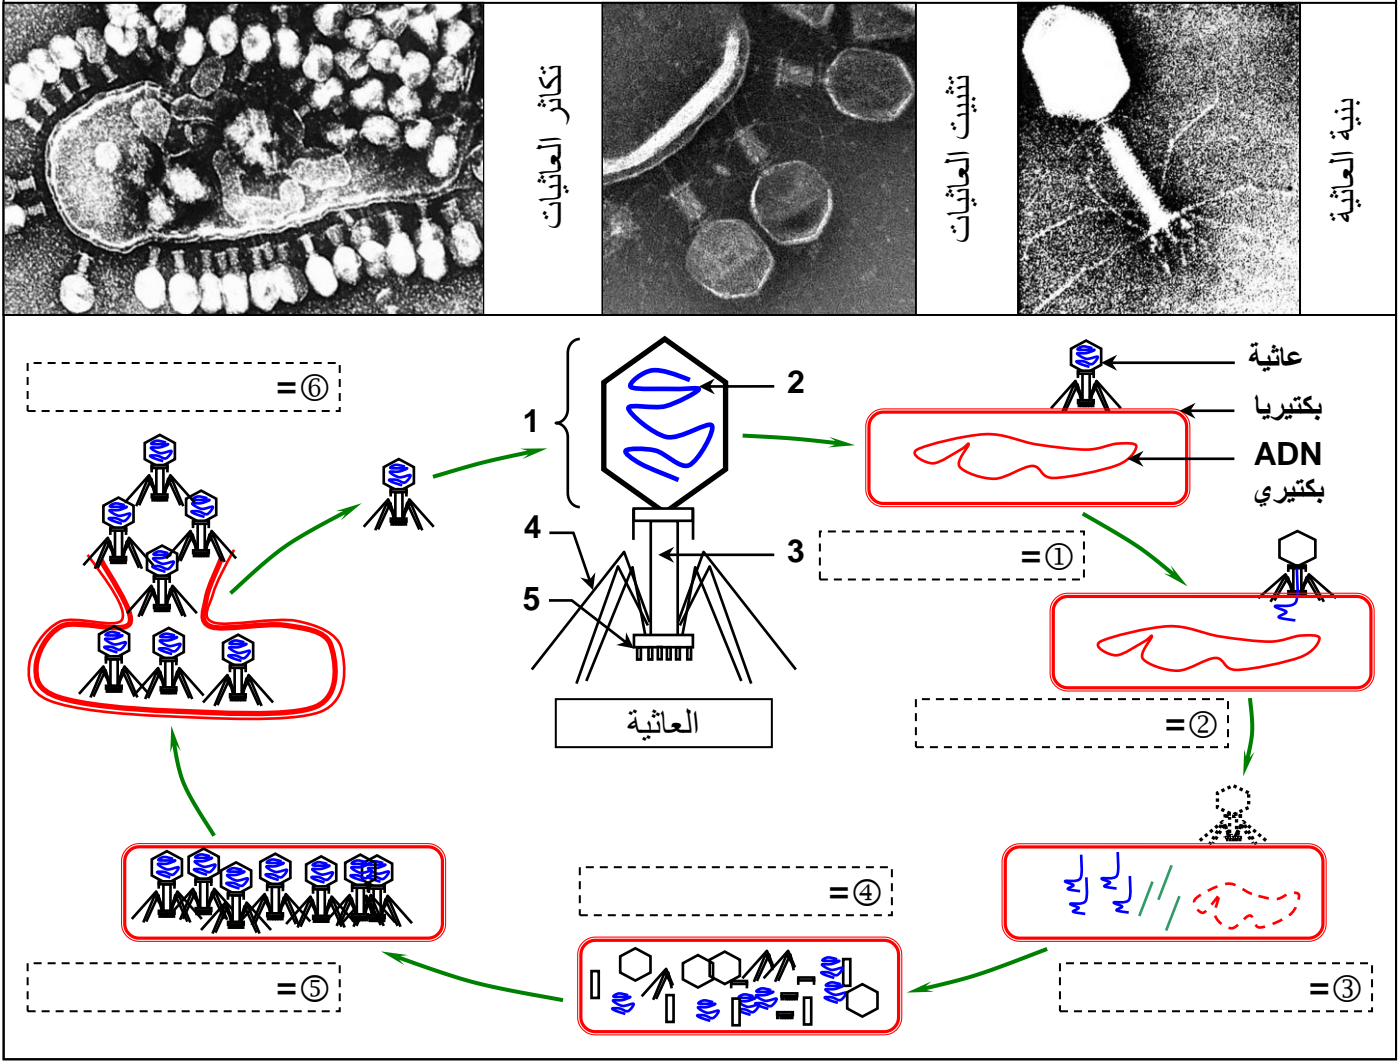 بنية العاثية
تثبيت العاثيات
تكاثر العاثيات
عاثية
بكتيريا
ADN
بكتيري
1
2
3
4
5
العاثية
①=
②=
③=
④=
⑤=
⑥=